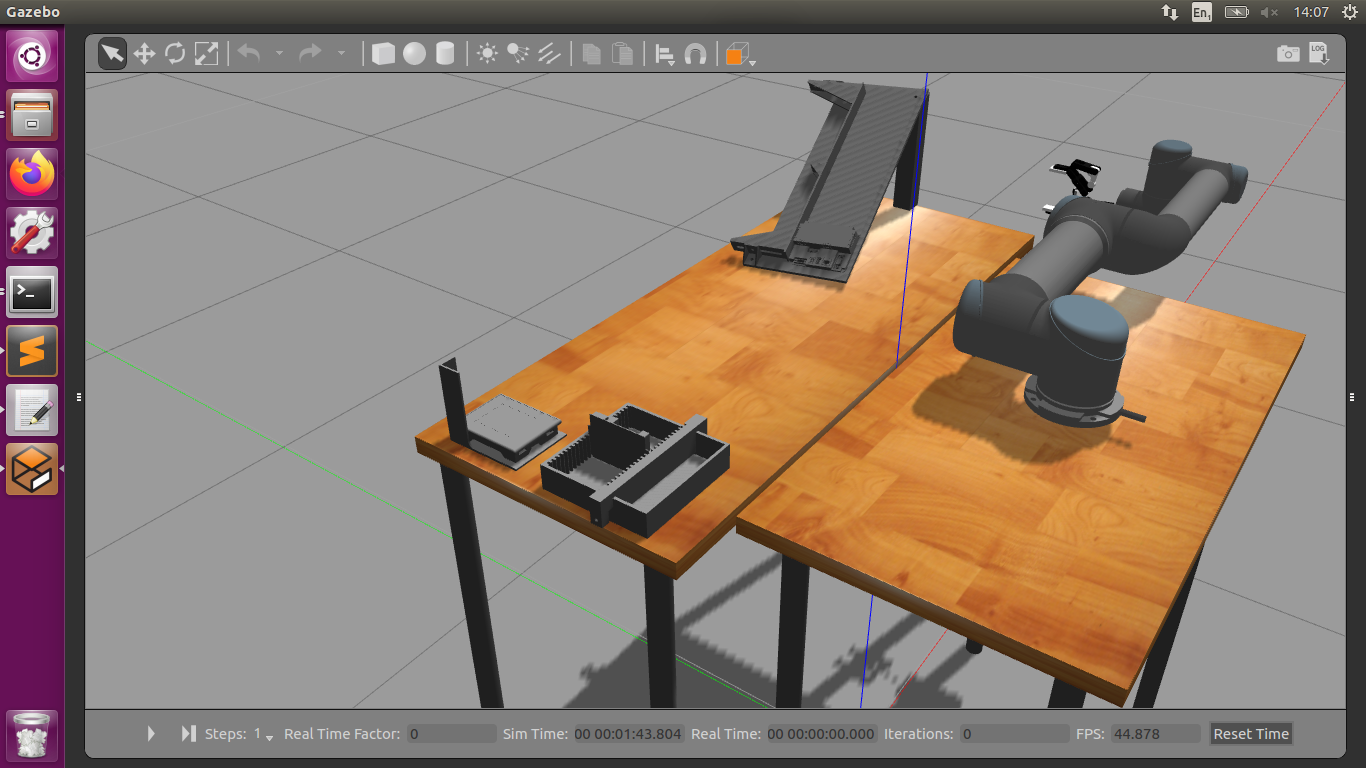 Gazebo
En1 14:07
LOG
Steps: 1 Real Time Factor: 0 Sim Time: 00 00:01:43.804 Real Time: 00 00:00:00.000 Iterations: 0 FPS: 44.878 Reset Time